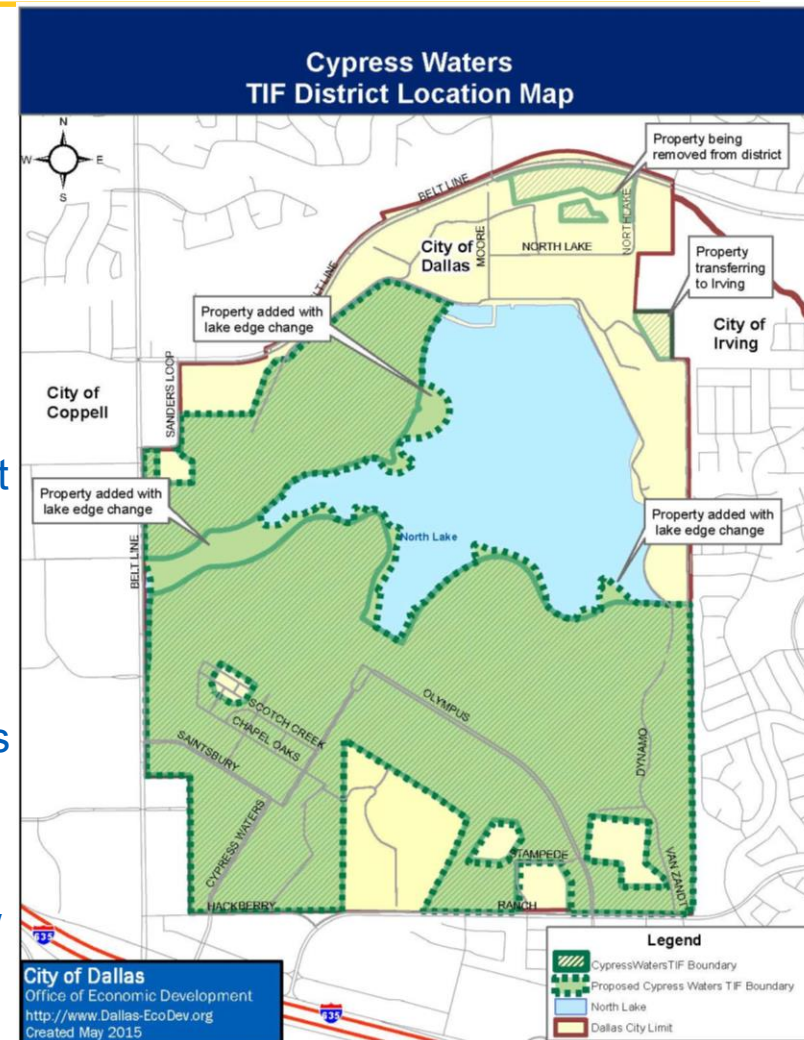 Cypress Waters
TIF District Location Map
N
W
E
S
Property being
removed from district
BELT LINE
NORTHLAKE
City of
Dallas
MOORE
NORTH LAKE
Property
transferring
to Irving
LT LINE
Property added with
lake edge change
City of
Irving
City of
Coppell
SANDERS LOOP
t
Property added with
lake edge change
Property added with
lake edge change
North Lake
BELT LINE
OLYMPUS
SCOTCH CREEK
CHAPEL OAKS
SAINTSBURY
s
DYNAMO
CYPRESS WATERS
STAMPEDE
VAN ZANDT
HACKBERRY
RANCH
635
635
City of Dallas
Office of Economic Development
http://www.Dallas-EcoDev.org
Created May 2015
Legend
CypressWatersTIF Boundary
Proposed Cypress Waters TIF Boundary
North Lake
Dallas City Limit